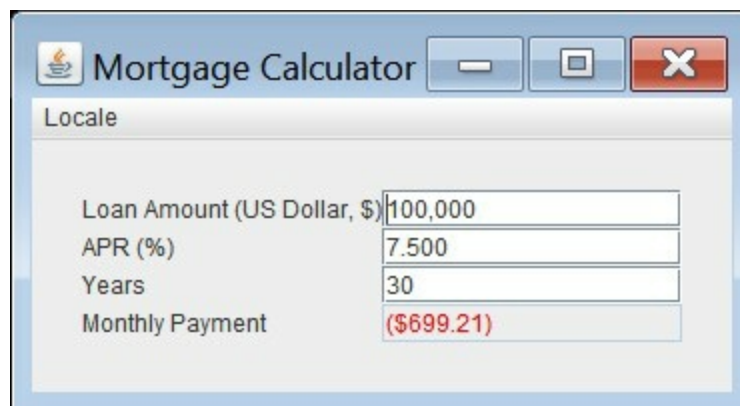 Mortgage Calculator
Locale
Loan Amount (US Dollar, $) 100,000
APR (%) 7.500
Years 30
Monthly Payment ($699.21)